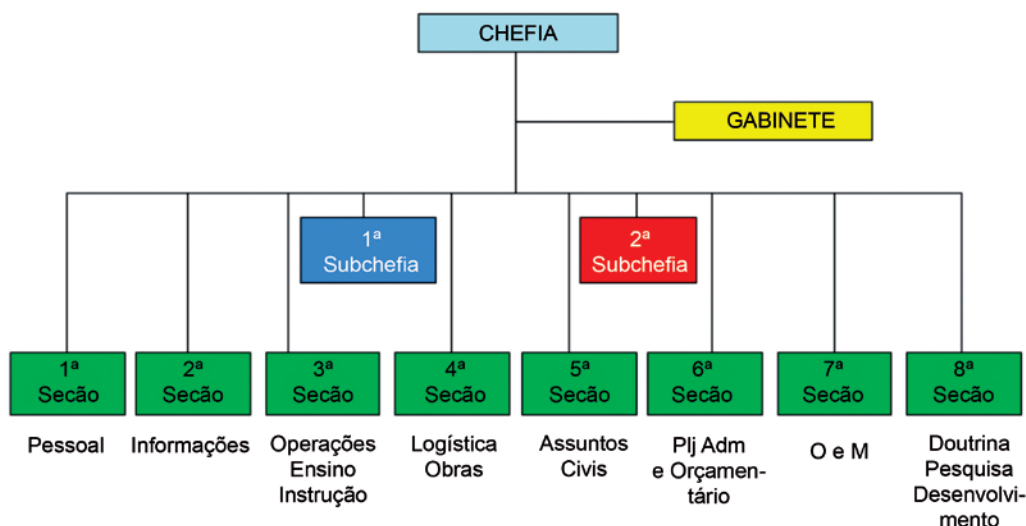 CHEFIA
GABINETE
1ª
Subchefia
2ª
Subchefia
1ª
Secão
2ª
Secão
3ª
Secão
4ª
Secão
5ª
Secão
6ª
Secão
7ª
Secão
8ª
Secão
Pessoal
Informações
Operações
Ensino
Instrução
Logística
Obras
Assuntos
Civis
Plj Adm
e Orçamen-
tário
O e M
Doutrina
Pesquisa
Desenvolvi-
mento